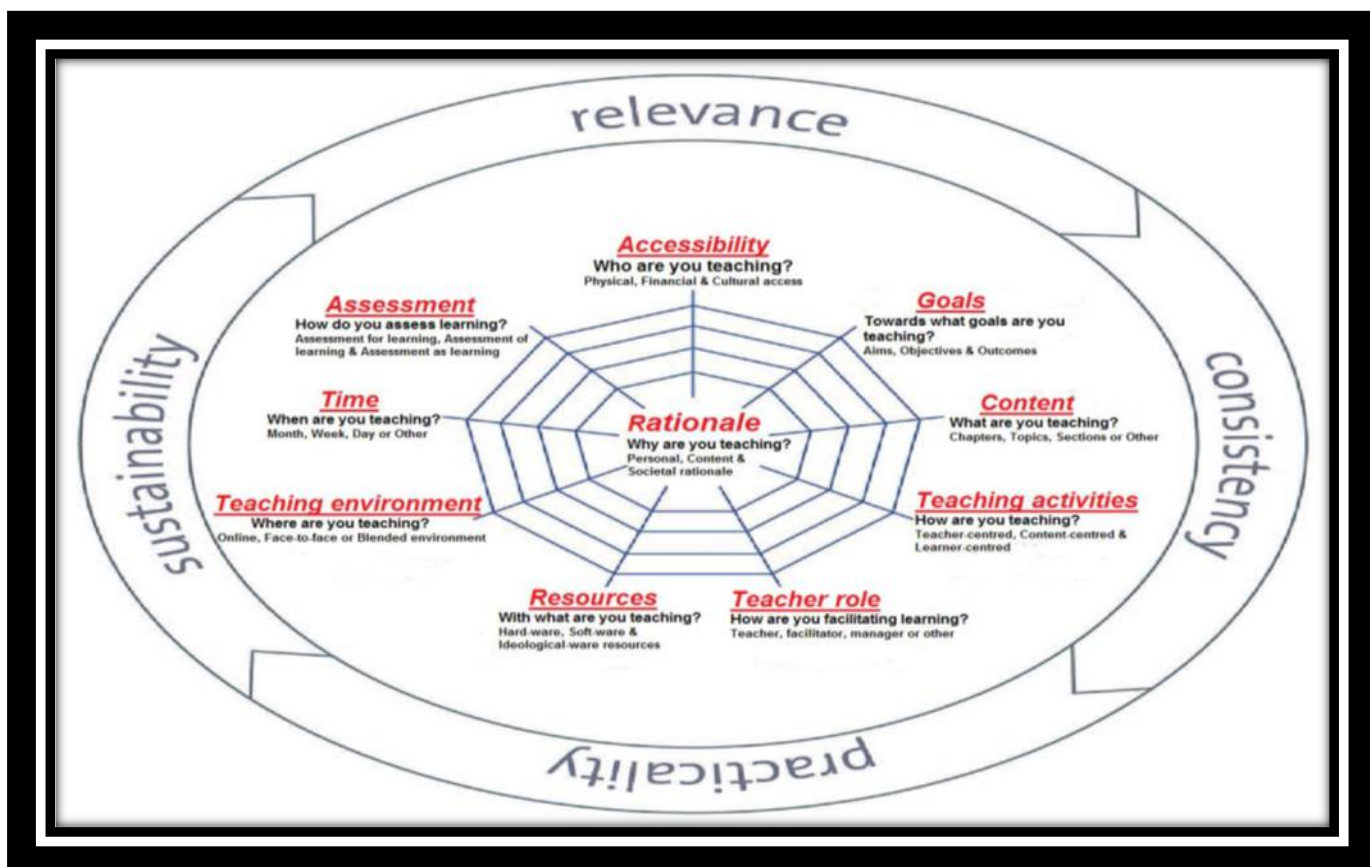 relevance
Accessibility
Who are you teaching?
Physical, Financial & Cultural access
Goals
Towards what goals are you
teaching?
Aims, Objectives & Outcomes
consistency
Content
What are you teaching?
Chapters, Topics, Sections or Other
Teaching activities
How are you teaching?
Teacher-centred, Content-centred &
Learner-centred
Teacher role
How are you facilitating learning?
Teacher, facilitator, manager or other
practicality
Resources
With what are you teaching?
Hard-ware, Soft-ware &
Ideological-ware resources
Teaching environment
Where are you teaching?
Online, Face-to-face or Blended environment
sustainability
Time
When are you teaching?
Month, Week, Day or Other
Assessment
How do you assess learning?
Assessment for learning, Assessment of
learning & Assessment as learning
Rationale
Why are you teaching?
Personal, Content &
Societal rationale